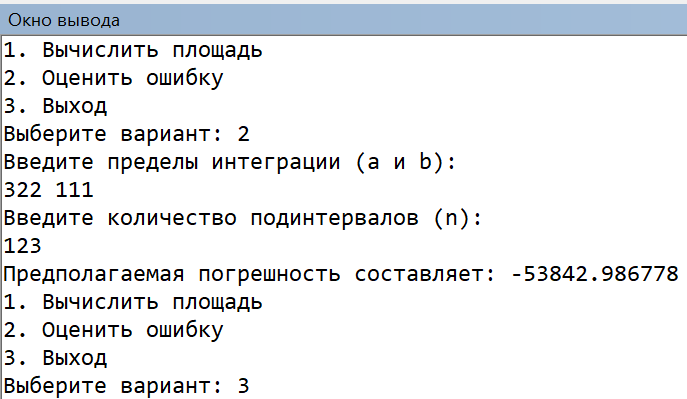 Окно вывода
1. Вычислить площадь
2. Оценить ошибку
3. Выход
Выберите вариант: 2
Введите пределы интеграции (a и b):
322 111
Введите количество подинтервалов (n):
123
Предполагаемая погрешность составляет: -53842.986778
1. Вычислить площадь
2. Оценить ошибку
3. Выход
Выберите вариант: 3